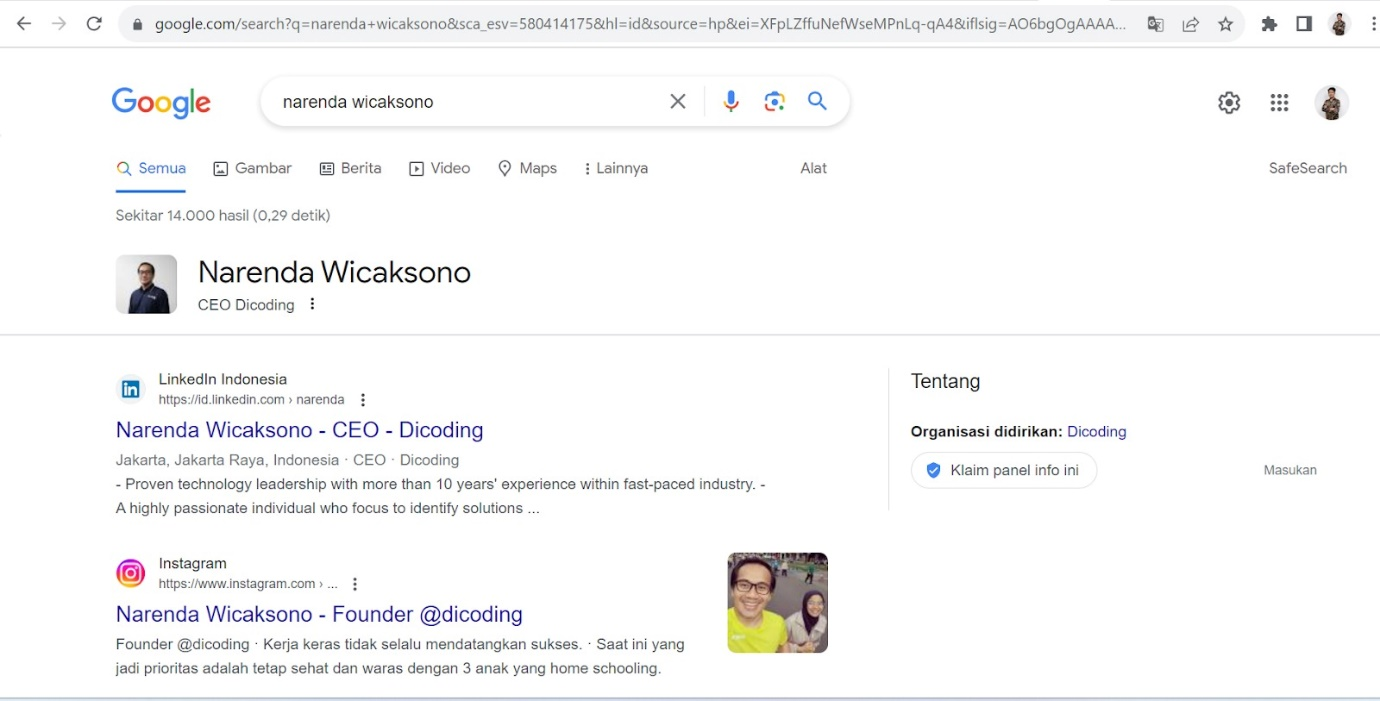 google.com/search?q=narenda+wicaksono&sca_esv=580414175&hl=id&source=hp&ei=XFpLZffuNefWseMPnLq-qA4&iflsig=AO6bgOgAAAA...
Google
narenda wicaksono
Semua Gambar Berita Video Maps Lainnya Alat SafeSearch
Sekitar 14.000 hasil (0,29 detik)
Narenda Wicaksono
CEO Dicoding
LinkedIn Indonesia
https://id.linkedin.com › narenda
Narenda Wicaksono - CEO - Dicoding
Jakarta, Jakarta Raya, Indonesia · CEO · Dicoding
- Proven technology leadership with more than 10 years' experience within fast-paced industry. -
A highly passionate individual who focus to identify solutions ...
Instagram
https://www.instagram.com › ...
Narenda Wicaksono - Founder @dicoding
Founder @dicoding · Kerja keras tidak selalu mendatangkan sukses. · Saat ini yang
jadi prioritas adalah tetap sehat dan waras dengan 3 anak yang home schooling.
Tentang
Organisasi didirikan: Dicoding
Klaim panel info ini
Masukan